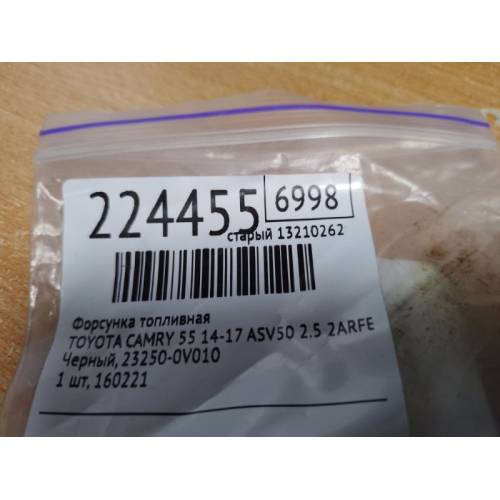 224455 6998
старый 13210262
Форсунка топливная
TOYOTA CAMRY 55 14-17 ASV50 2.5 2ARFE
Черный, 23250-0V010
1 шт, 160221